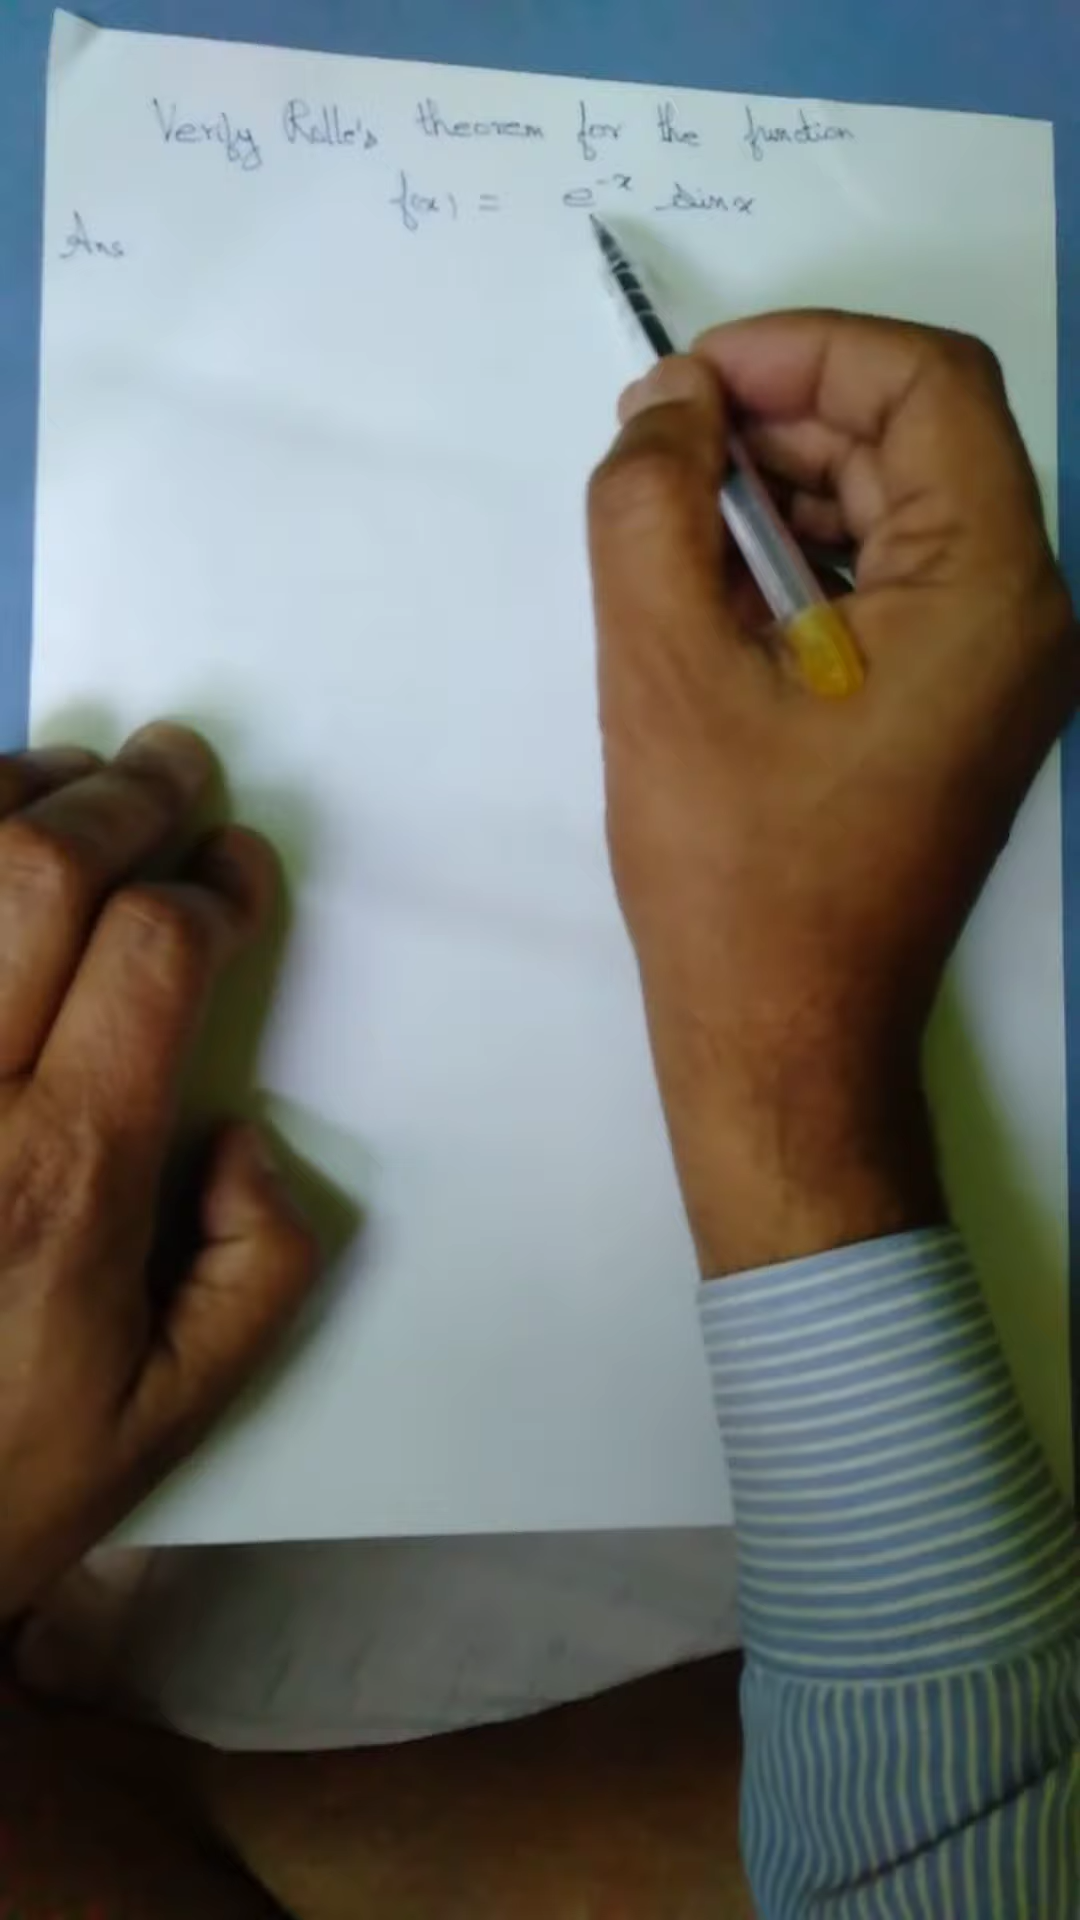 Verify Rolle's theorem for the function
f(x) = e^{-x} sin x
Ans